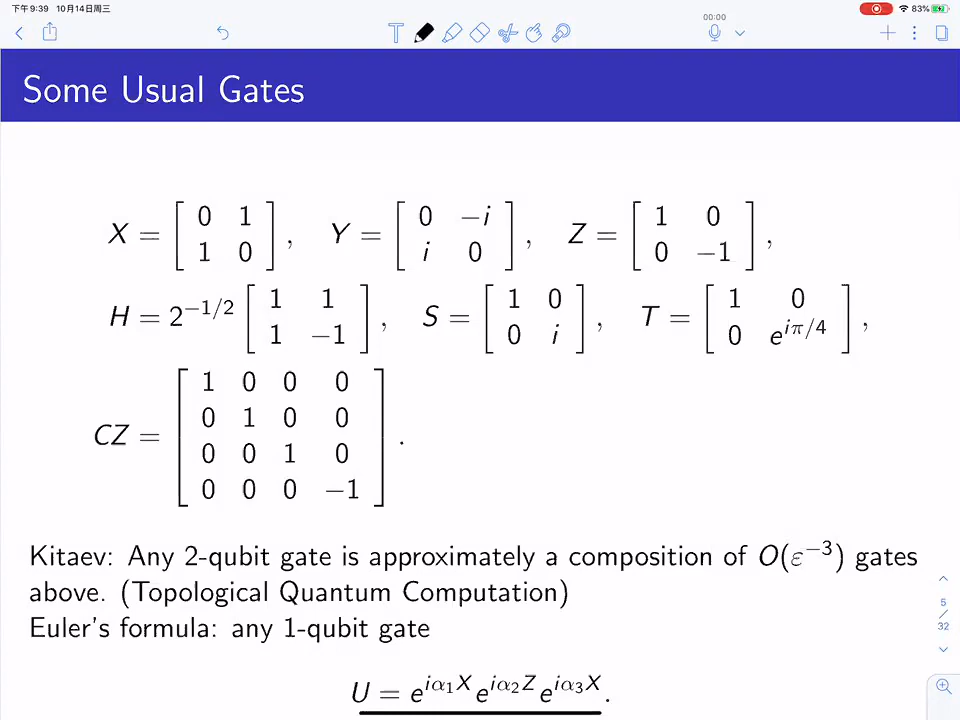 下午9:39 10月14日周三
83%
00:00
Some Usual Gates
X = [ 0 1 ; 1 0 ], Y = [ 0 −i ; i 0 ], Z = [ 1 0 ; 0 −1 ],
H = 2^{−1/2} [ 1 1 ; 1 −1 ], S = [ 1 0 ; 0 i ], T = [ 1 0 ; 0 e^{iπ/4} ],
CZ = [ 1 0 0 0 ; 0 1 0 0 ; 0 0 1 0 ; 0 0 0 −1 ].
Kitaev: Any 2-qubit gate is approximately a composition of O(ε^{−3}) gates
above. (Topological Quantum Computation)
Euler's formula: any 1-qubit gate
U = e^{iα₁X} e^{iα₂Z} e^{iα₃X}.
5
/
32